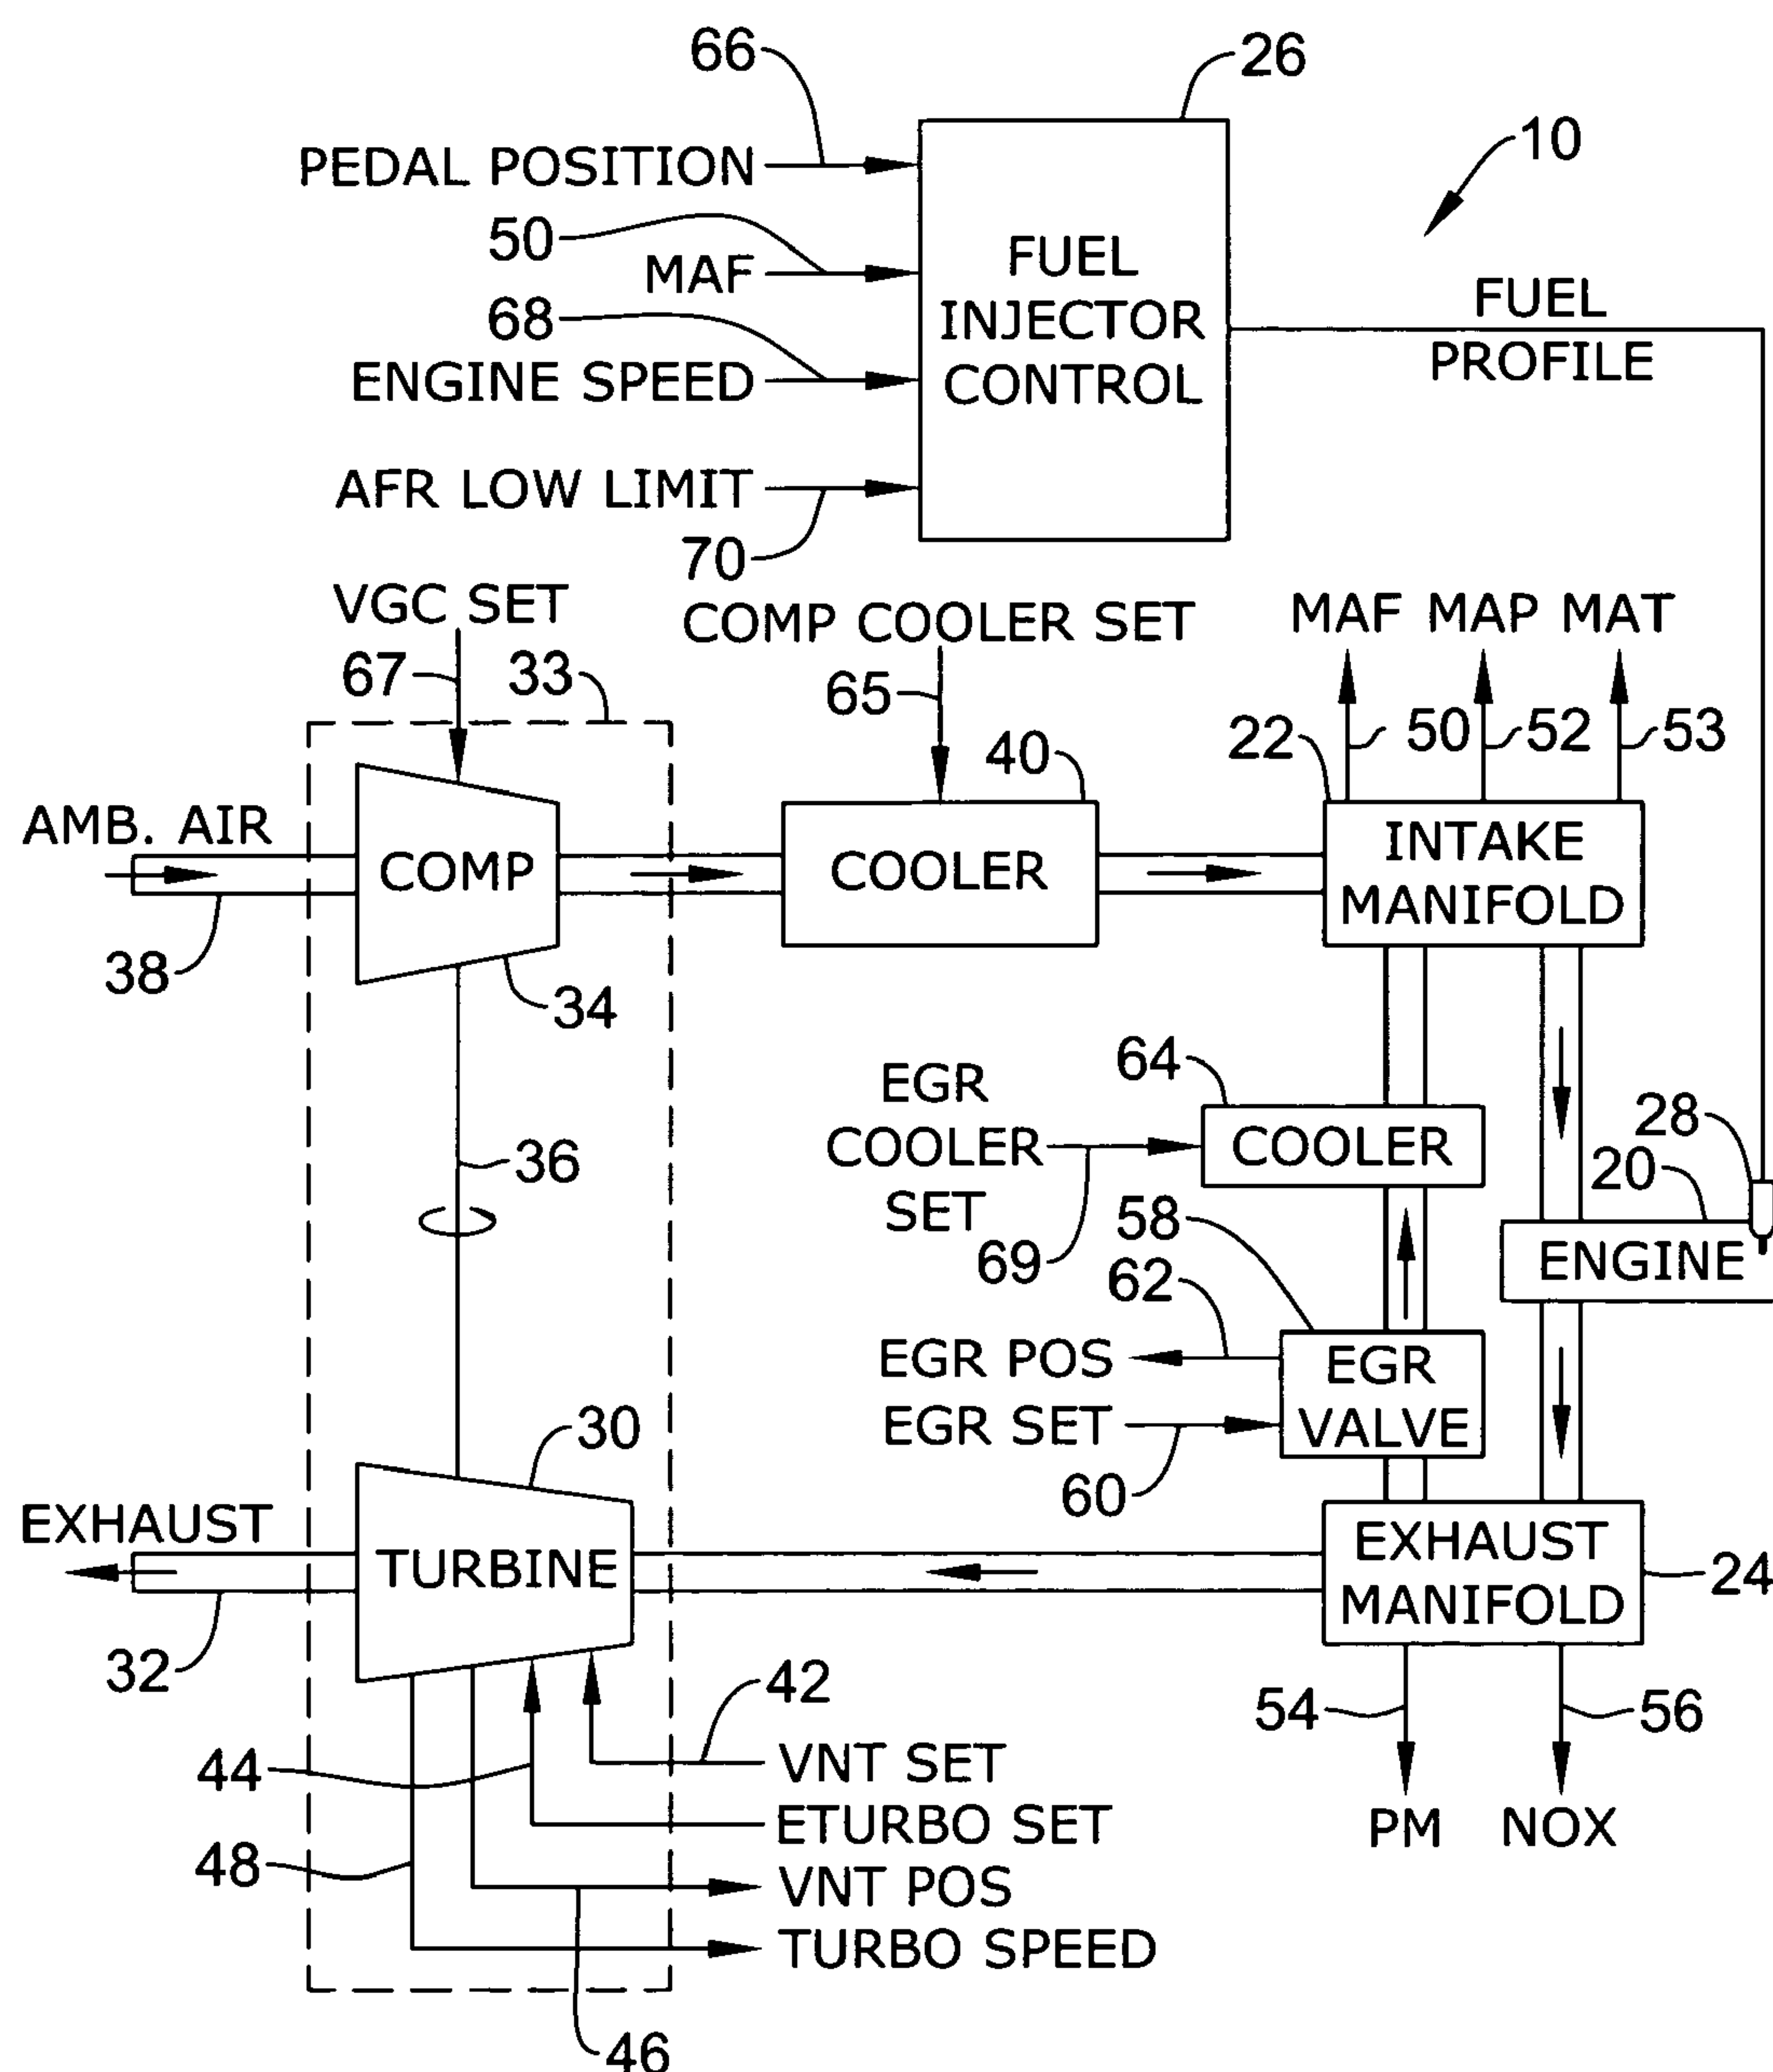 66
26
10
PEDAL POSITION
50
MAF
68
ENGINE SPEED
AFR LOW LIMIT
70
FUEL
INJECTOR
CONTROL
FUEL
PROFILE
VGC SET
67
33
COMP COOLER SET
65
40
MAF MAP MAT
22
50
52
53
AMB. AIR
COMP
COOLER
INTAKE
MANIFOLD
38
34
64
EGR
COOLER
SET
69
COOLER
28
20
36
58
62
ENGINE
EGR POS
EGR SET
60
EGR
VALVE
30
EXHAUST
TURBINE
EXHAUST
MANIFOLD
24
32
42
54
56
44
VNT SET
ETURBO SET
PM
NOX
48
VNT POS
TURBO SPEED
46